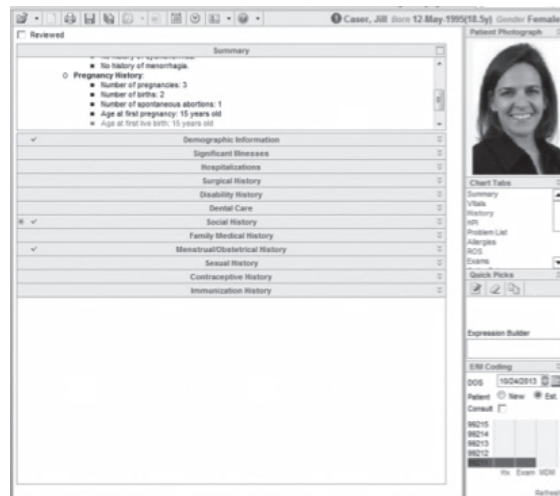 Caser, Jill Born 12-May-1995(18.5y) Gender Female
Reviewed
Summary
No history of menorrhagia.
Pregnancy History:
Number of pregnancies: 3
Number of births: 2
Number of spontaneous abortions: 1
Age at first pregnancy: 15 years old
Age at first live birth: 15 years old
Demographic Information
Significant Illnesses
Hospitalizations
Surgical History
Disability History
Dental Care
Social History
Family Medical History
Menstrual/Obstetrical History
Sexual History
Contraceptive History
Immunization History
Patient Photograph
Chart Tabs
Summary
Vitals
History
HPI
Problem List
Allergies
ROS
Exams
Quick Picks
Expression Builder
E/M Coding
DOS 10/24/2013
Patient New Est.
Consult
99215
99214
99213
99212
99211
Hx Exam MDM
Refresh